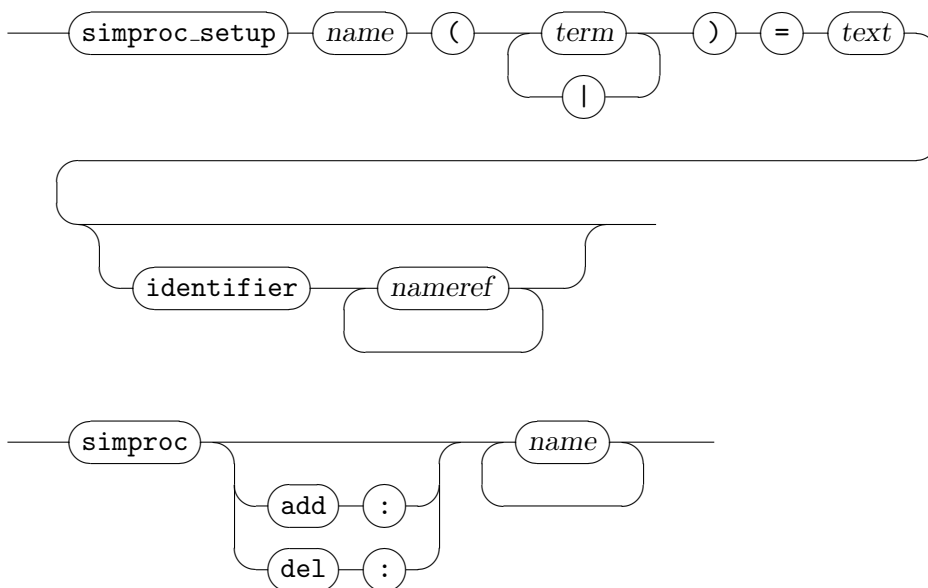 simproc_setup name ( term ) = text
|
identifier nameref
simproc name
add :
del :